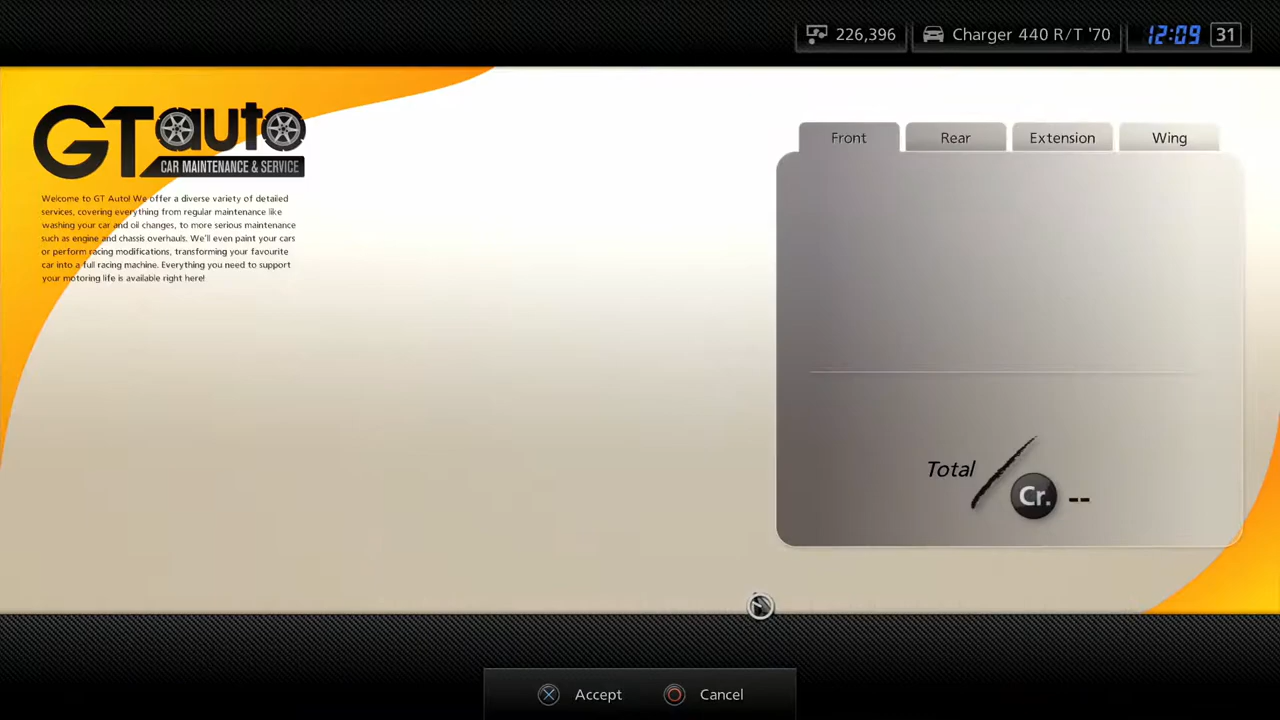 226,396
Charger 440 R/T '70
12:09
31
GT auto
CAR MAINTENANCE & SERVICE
Welcome to GT Auto! We offer a diverse variety of detailed
services, covering everything from regular maintenance like
washing your car and oil changes, to more serious maintenance
such as engine and chassis overhauls. We'll even paint your cars
or perform racing modifications, transforming your favourite
car into a full racing machine. Everything you need to support
your motoring life is available right here!
Front
Rear
Extension
Wing
Total
Cr. --
Accept
Cancel